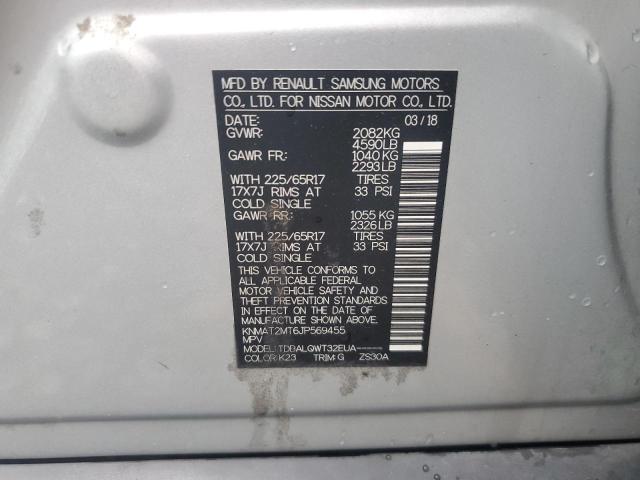 MFD BY RENAULT SAMSUNG MOTORS
CO., LTD. FOR NISSAN MOTOR CO., LTD.
DATE: 03 / 18
GVWR: 2082KG
4590LB
GAWR FR: 1040 KG
2293LB
WITH 225/65R17 TIRES
17X7J RIMS AT 33 PSI
COLD SINGLE
GAWR RR: 1055 KG
2326LB
WITH 225/65R17 TIRES
17X7J RIMS AT 33 PSI
COLD SINGLE
THIS VEHICLE CONFORMS TO
ALL APPLICABLE FEDERAL
MOTOR VEHICLE SAFETY AND
THEFT PREVENTION STANDARDS
IN EFFECT ON THE DATE OF
MANUFACTURE SHOWN ABOVE.
KNMAT2MT6JP569455
MPV
MODEL: TDBALQWT32EUA-----
COLOR: K23 TRIM: G ZS30A